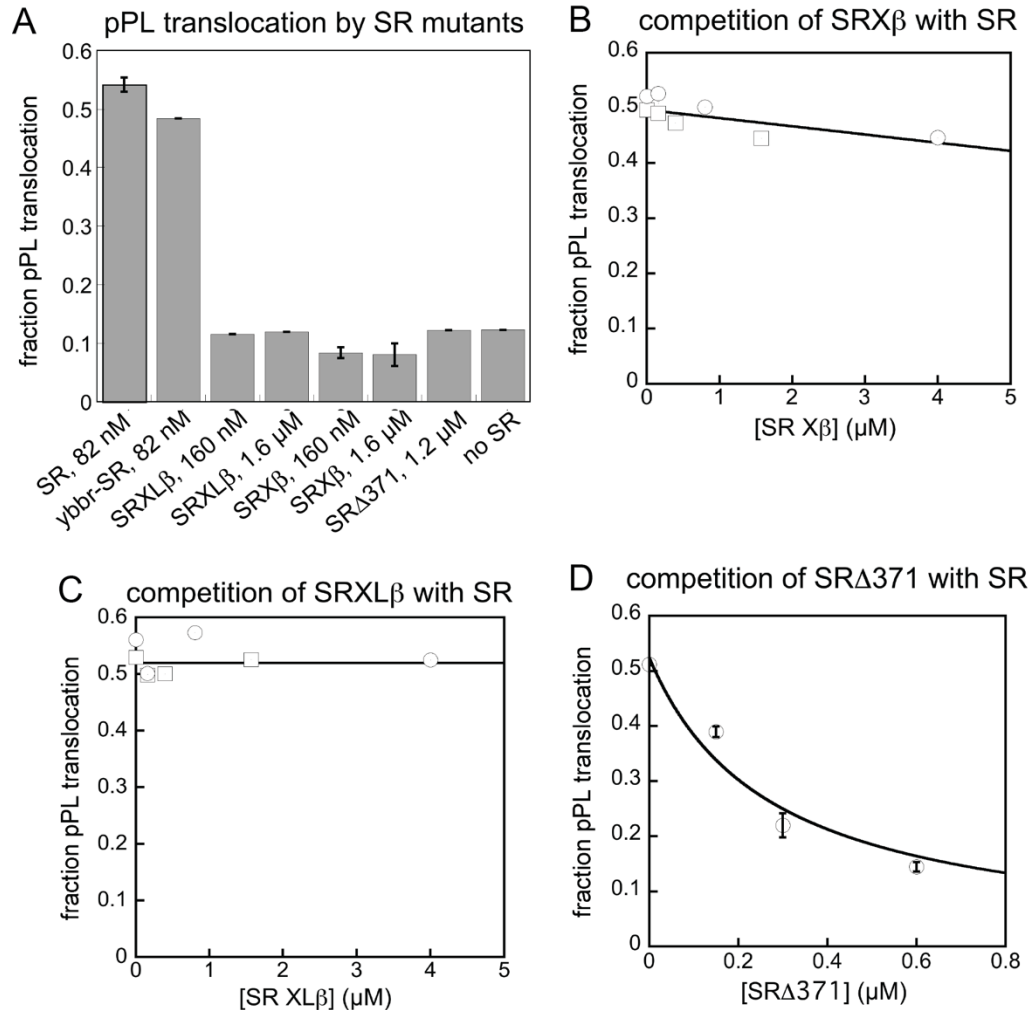 A pPL translocation by SR mutants
fraction pPL translocation
0.6
0.5
0.4
0.3
0.2
0.1
0
SR, 82 nM
ybbr-SR, 82 nM
SRXLβ, 160 nM
SRXLβ, 1.6 µM
SRXβ, 160 nM
SRXβ, 1.6 µM
SRΔ371, 1.2 µM
no SR
B competition of SRXβ with SR
fraction pPL translocation
0.6
0.5
0.4
0.3
0.2
0.1
0
0 1 2 3 4 5
[SR Xβ] (µM)
C competition of SRXLβ with SR
fraction pPL translocation
0.6
0.5
0.4
0.3
0.2
0.1
0
0 1 2 3 4 5
[SR XLβ] (µM)
D competition of SRΔ371 with SR
fraction pPL translocation
0.6
0.5
0.4
0.3
0.2
0.1
0
0 0.2 0.4 0.6 0.8
[SRΔ371] (µM)